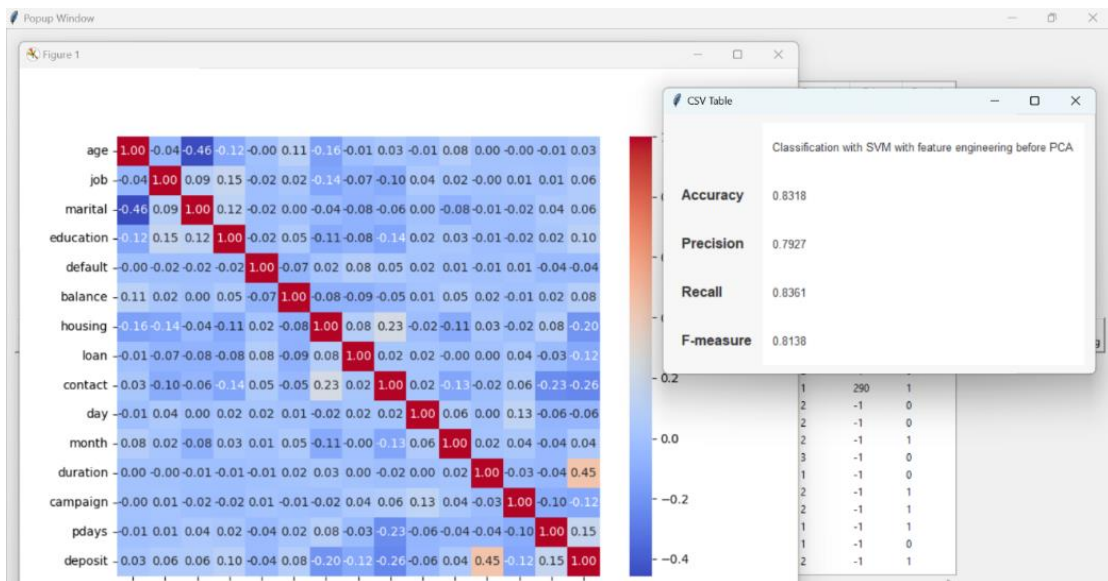 Popup Window
Figure 1
CSV Table
Classification with SVM with feature engineering before PCA
Accuracy 0.8318
Precision 0.7927
Recall 0.8361
F-measure 0.8138
age 1.00 -0.04 -0.46 -0.12 -0.00 0.11 -0.16 -0.01 0.03 -0.01 0.08 0.00 -0.00 -0.01 0.03
job -0.04 1.00 0.09 0.15 -0.02 0.02 -0.14 -0.07 -0.10 0.04 0.02 -0.00 0.01 0.01 0.06
marital -0.46 0.09 1.00 0.12 -0.02 0.00 -0.04 -0.08 -0.06 0.00 -0.08 -0.01 -0.02 0.04 0.06
education -0.12 0.15 0.12 1.00 -0.02 0.05 -0.11 -0.08 -0.14 0.02 0.03 -0.01 -0.02 0.02 0.10
default -0.00 -0.02 -0.02 -0.02 1.00 -0.07 0.02 0.08 0.05 0.02 0.01 -0.01 0.01 -0.04 -0.04
balance 0.11 0.02 0.00 0.05 -0.07 1.00 -0.08 -0.09 -0.05 0.01 0.05 0.02 -0.01 0.02 0.08
housing -0.16 -0.14 -0.04 -0.11 0.02 -0.08 1.00 0.08 0.23 -0.02 -0.11 0.03 -0.02 0.08 -0.20
loan -0.01 -0.07 -0.08 -0.08 0.08 -0.09 0.08 1.00 0.02 0.02 -0.00 0.00 0.04 -0.03 -0.12
contact 0.03 -0.10 -0.06 -0.14 0.05 -0.05 0.23 0.02 1.00 0.02 -0.13 -0.02 0.06 -0.23 -0.26
day -0.01 0.04 0.00 0.02 0.02 0.01 -0.02 0.02 0.02 1.00 0.06 0.00 0.13 -0.06 -0.06
month 0.08 0.02 -0.08 0.03 0.01 0.05 -0.11 -0.00 -0.13 0.06 1.00 0.02 0.04 -0.04 0.04
duration 0.00 -0.00 -0.01 -0.01 -0.01 0.02 0.03 0.00 -0.02 0.00 0.02 1.00 -0.03 -0.04 0.45
campaign -0.00 0.01 -0.02 -0.02 0.01 -0.01 -0.02 0.04 0.06 0.13 0.04 -0.03 1.00 -0.10 -0.12
pdays -0.01 0.01 0.04 0.02 -0.04 0.02 0.08 -0.03 -0.23 -0.06 -0.04 -0.04 -0.10 1.00 0.15
deposit 0.03 0.06 0.06 0.10 -0.04 0.08 -0.20 -0.12 -0.26 -0.06 0.04 0.45 -0.12 0.15 1.00
0.2
0.0
-0.2
-0.4
1 290 1
2 -1 0
2 -1 0
2 -1 1
3 -1 0
1 -1 0
2 -1 1
2 -1 1
1 -1 1
1 -1 0
2 -1 1